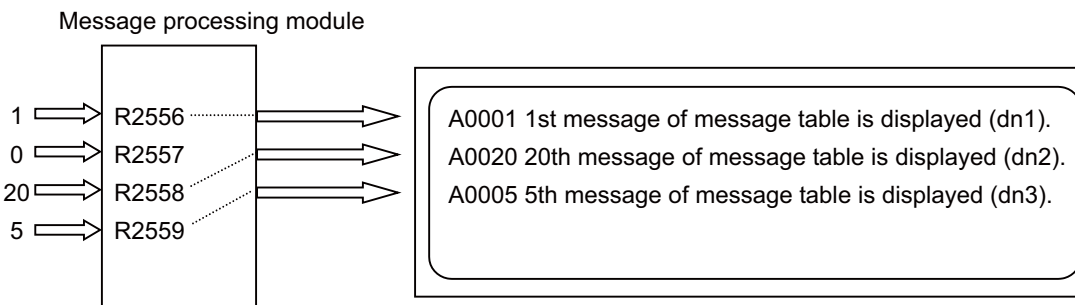 Message processing module
1
R2556
A0001 1st message of message table is displayed (dn1).
0
R2557
A0020 20th message of message table is displayed (dn2).
20
R2558
A0005 5th message of message table is displayed (dn3).
5
R2559